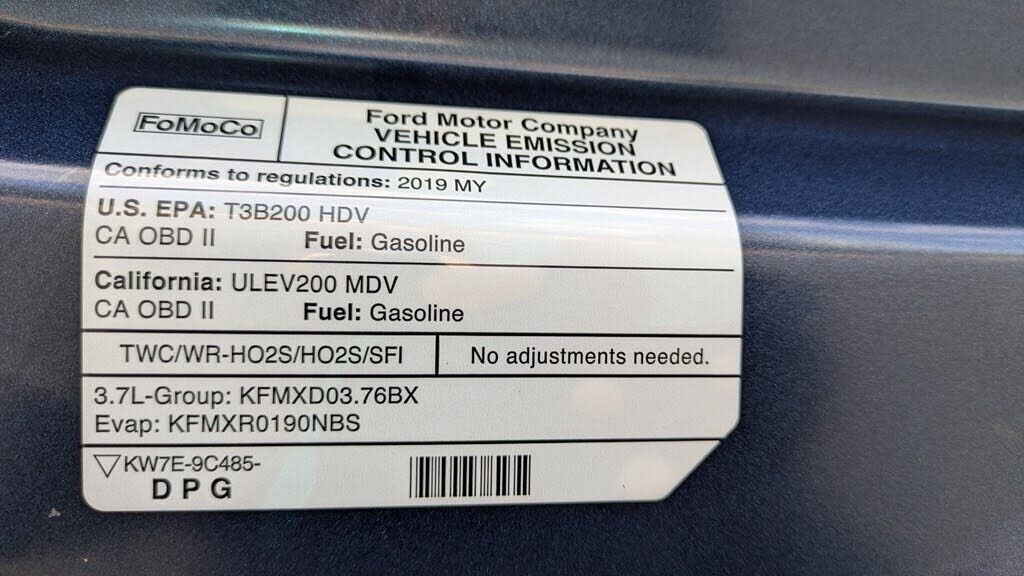 FoMoCo
Ford Motor Company
VEHICLE EMISSION
CONTROL INFORMATION
Conforms to regulations: 2019 MY
U.S. EPA: T3B200 HDV
CA OBD II Fuel: Gasoline
California: ULEV200 MDV
CA OBD II Fuel: Gasoline
TWC/WR-HO2S/HO2S/SFI
No adjustments needed.
3.7L-Group: KFMXD03.76BX
Evap: KFMXR0190NBS
KW7E-9C485-
D P G